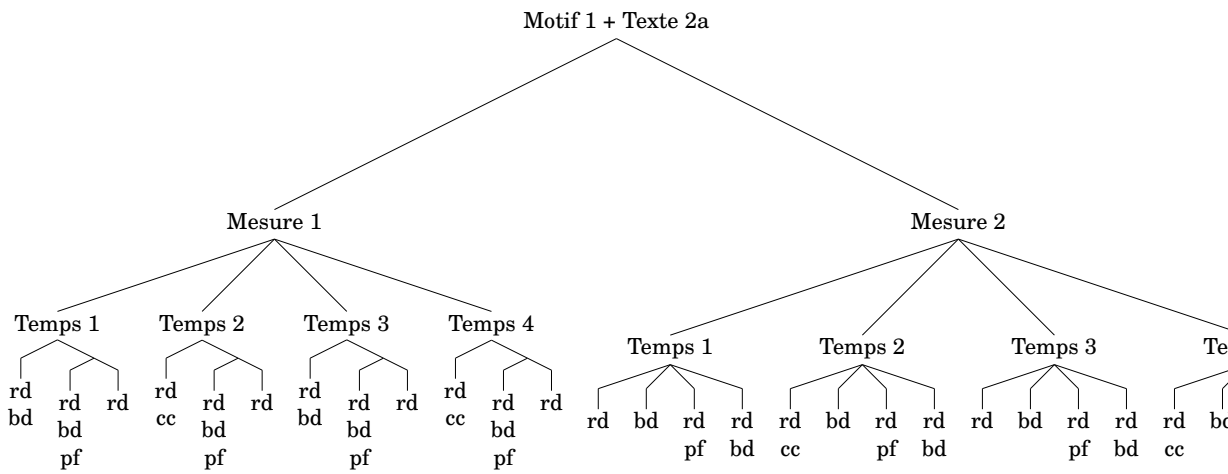 Motif 1 + Texte 2a
Mesure 1 Mesure 2
Temps 1 Temps 2 Temps 3 Temps 4
Temps 1 Temps 2 Temps 3
rd rd rd rd
rd rd rd rd rd rd rd rd
bd cc bd cc
bd bd bd bd
pf pf pf pf
rd bd rd rd rd bd rd rd rd bd rd rd rd
pf bd cc pf bd pf bd cc